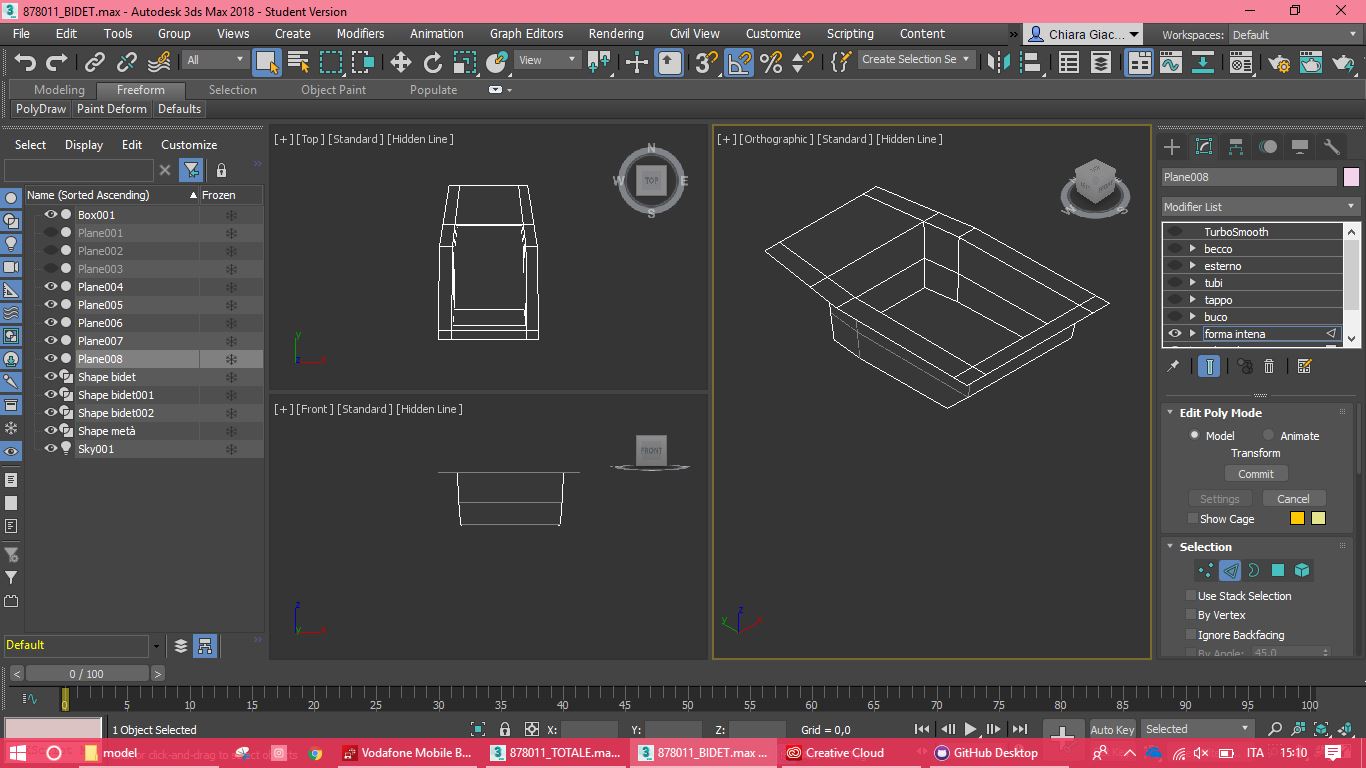 878011_BIDET.max - Autodesk 3ds Max 2018 - Student Version
File Edit Tools Group Views Create Modifiers Animation Graph Editors Rendering Civil View Customize Scripting Content » Chiara Giac... Workspaces: Default
All View Create Selection Se
Modeling Freeform Selection Object Paint Populate
PolyDraw Paint Deform Defaults
Select Display Edit Customize
Name (Sorted Ascending) Frozen
Box001
Plane001
Plane002
Plane003
Plane004
Plane005
Plane006
Plane007
Plane008
Shape bidet
Shape bidet001
Shape bidet002
Shape metà
Sky001
Default
[+] [Top] [Standard] [Hidden Line]
N
W TOP E
S
y
z x
[+] [Front] [Standard] [Hidden Line]
FRONT
z
y x
[+] [Orthographic] [Standard] [Hidden Line]
TOP
W S
z
y x
Plane008
Modifier List
TurboSmooth
becco
esterno
tubi
tappo
buco
forma intena
Edit Poly Mode
Model Animate
Transform
Commit
Settings Cancel
Show Cage
Selection
Use Stack Selection
By Vertex
Ignore Backfacing
By Angle: 45,0
< 0 / 100 >
0 5 10 15 20 25 30 35 40 45 50 55 60 65 70 75 80 85 90 95 100
1 Object Selected X: Y: Z: Grid = 0,0 Auto Key Selected
or click-and-drag to select objects
model Vodafone Mobile B... 878011_TOTALE.ma... 878011_BIDET.max ... Creative Cloud GitHub Desktop ITA 15:10